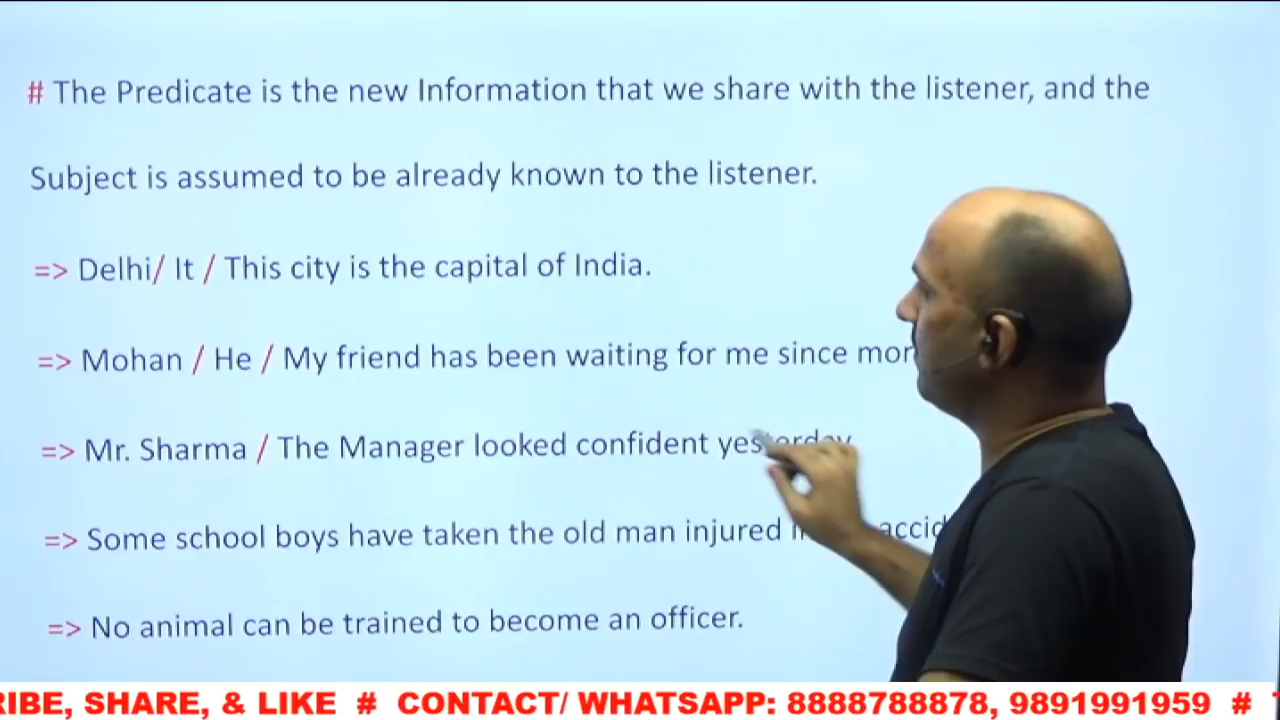 # The Predicate is the new Information that we share with the listener, and the
Subject is assumed to be already known to the listener.
=> Delhi/ It / This city is the capital of India.
=> Mohan / He / My friend has been waiting for me since
=> Mr. Sharma / The Manager looked confident yesterday
=> Some school boys have taken the old man injured
=> No animal can be trained to become an officer.
RIBE, SHARE, & LIKE # CONTACT/ WHATSAPP: 8888788878, 9891991959 #